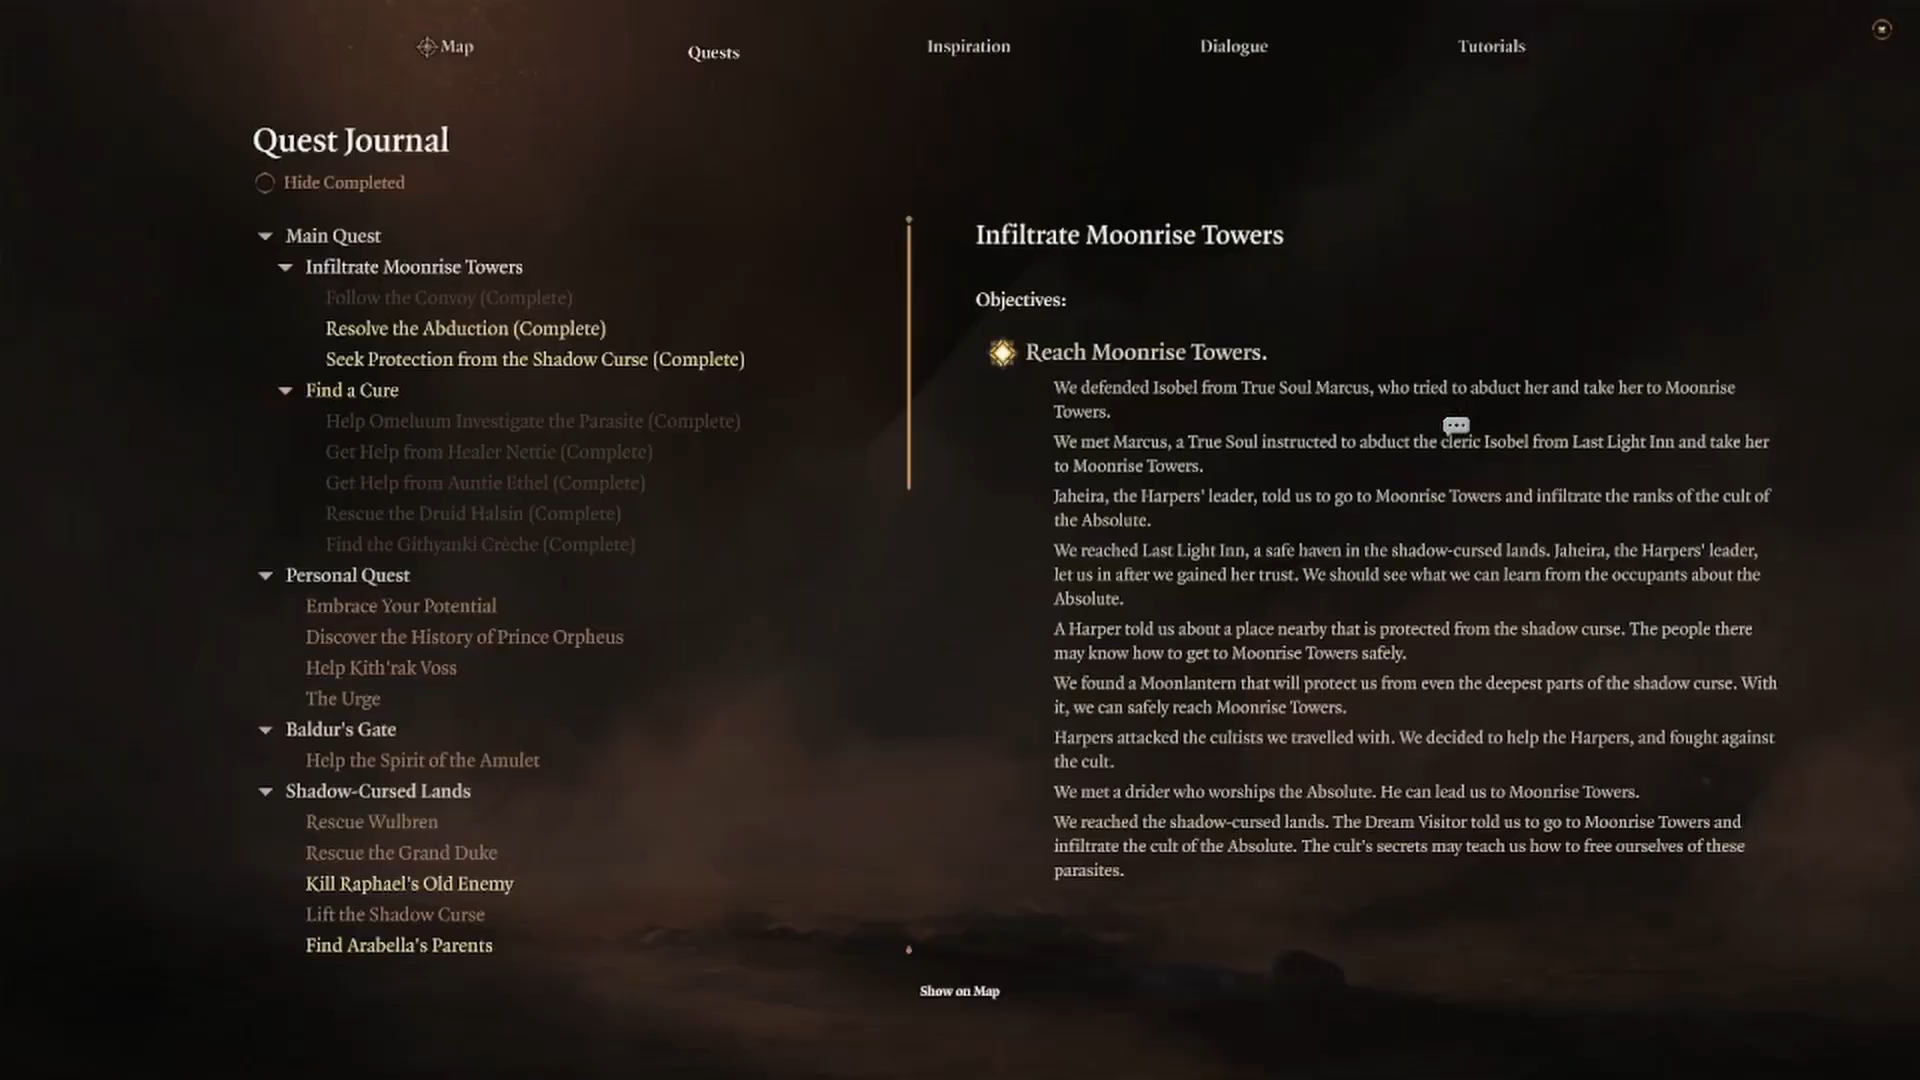 Map
Quests
Inspiration
Dialogue
Tutorials
Quest Journal
Hide Completed
Main Quest
Infiltrate Moonrise Towers
Follow the Convoy (Complete)
Resolve the Abduction (Complete)
Seek Protection from the Shadow Curse (Complete)
Find a Cure
Help Omeluum Investigate the Parasite (Complete)
Get Help from Healer Nettie (Complete)
Get Help from Auntie Ethel (Complete)
Rescue the Druid Halsin (Complete)
Find the Githyanki Crèche (Complete)
Personal Quest
Embrace Your Potential
Discover the History of Prince Orpheus
Help Kith'rak Voss
The Urge
Baldur's Gate
Help the Spirit of the Amulet
Shadow-Cursed Lands
Rescue Wulbren
Rescue the Grand Duke
Kill Raphael's Old Enemy
Lift the Shadow Curse
Find Arabella's Parents
Infiltrate Moonrise Towers
Objectives:
Reach Moonrise Towers.
We defended Isobel from True Soul Marcus, who tried to abduct her and take her to Moonrise
Towers.
We met Marcus, a True Soul instructed to abduct the cleric Isobel from Last Light Inn and take her
to Moonrise Towers.
Jaheira, the Harpers' leader, told us to go to Moonrise Towers and infiltrate the ranks of the cult of
the Absolute.
We reached Last Light Inn, a safe haven in the shadow-cursed lands. Jaheira, the Harpers' leader,
let us in after we gained her trust. We should see what we can learn from the occupants about the
Absolute.
A Harper told us about a place nearby that is protected from the shadow curse. The people there
may know how to get to Moonrise Towers safely.
We found a Moonlantern that will protect us from even the deepest parts of the shadow curse. With
it, we can safely reach Moonrise Towers.
Harpers attacked the cultists we travelled with. We decided to help the Harpers, and fought against
the cult.
We met a drider who worships the Absolute. He can lead us to Moonrise Towers.
We reached the shadow-cursed lands. The Dream Visitor told us to go to Moonrise Towers and
infiltrate the cult of the Absolute. The cult's secrets may teach us how to free ourselves of these
parasites.
Show on Map